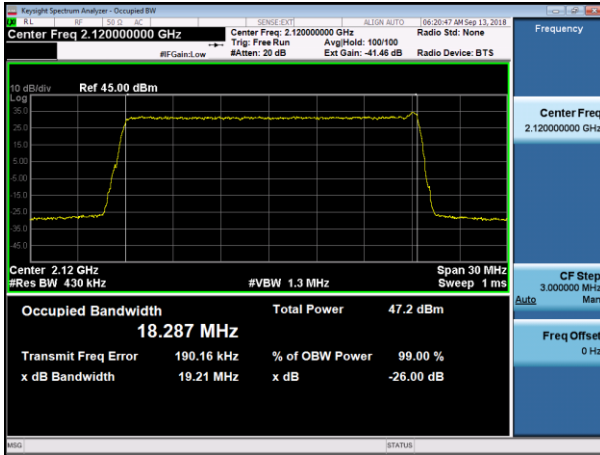 Keysight Spectrum Analyzer - Occupied BW
RL RF 50 Ω AC SENSE:EXT ALIGN AUTO 06:20:47 AM Sep 13, 2018
Center Freq 2.120000000 GHz
#IFGain:Low
Center Freq: 2.120000000 GHz
Trig: Free Run Avg|Hold: 100/100
#Atten: 20 dB Ext Gain: -41.46 dB
Radio Std: None
Radio Device: BTS
Frequency
10 dB/div Ref 45.00 dBm
Log
35.0
25.0
15.0
5.00
-5.00
-15.0
-25.0
-35.0
-45.0
Center 2.12 GHz Span 30 MHz
#Res BW 430 kHz #VBW 1.3 MHz Sweep 1 ms
Occupied Bandwidth Total Power 47.2 dBm
18.287 MHz
Transmit Freq Error 190.16 kHz % of OBW Power 99.00 %
x dB Bandwidth 19.21 MHz x dB -26.00 dB
Center Freq
2.120000000 GHz
CF Step
3.000000 MHz
Auto Man
Freq Offset
0 Hz
MSG STATUS